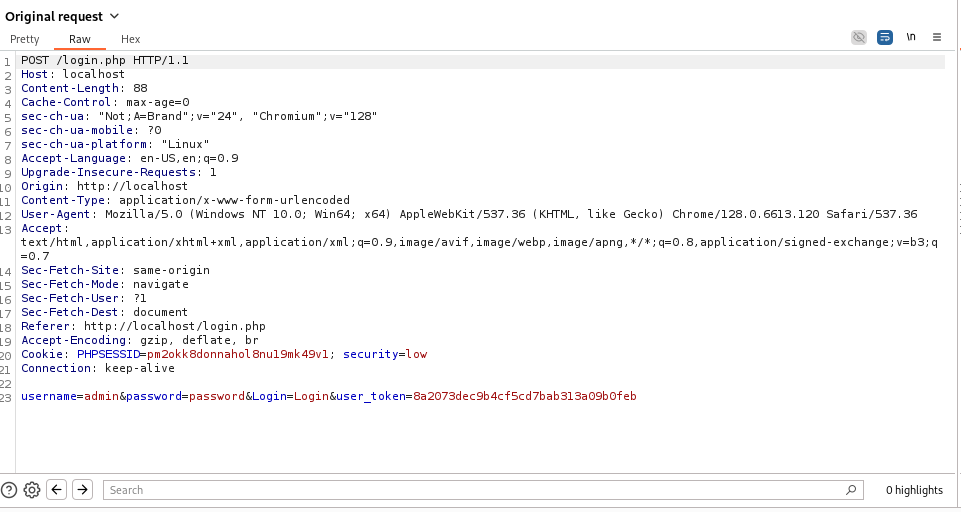 Original request
Pretty Raw Hex \n
1 POST /login.php HTTP/1.1
2 Host: localhost
3 Content-Length: 88
4 Cache-Control: max-age=0
5 sec-ch-ua: "Not;A=Brand";v="24", "Chromium";v="128"
6 sec-ch-ua-mobile: ?0
7 sec-ch-ua-platform: "Linux"
8 Accept-Language: en-US,en;q=0.9
9 Upgrade-Insecure-Requests: 1
10 Origin: http://localhost
11 Content-Type: application/x-www-form-urlencoded
12 User-Agent: Mozilla/5.0 (Windows NT 10.0; Win64; x64) AppleWebKit/537.36 (KHTML, like Gecko) Chrome/128.0.6613.120 Safari/537.36
13 Accept:
text/html,application/xhtml+xml,application/xml;q=0.9,image/avif,image/webp,image/apng,*/*;q=0.8,application/signed-exchange;v=b3;q
=0.7
14 Sec-Fetch-Site: same-origin
15 Sec-Fetch-Mode: navigate
16 Sec-Fetch-User: ?1
17 Sec-Fetch-Dest: document
18 Referer: http://localhost/login.php
19 Accept-Encoding: gzip, deflate, br
20 Cookie: PHPSESSID=pm2okk8donnahol8nu19mk49v1; security=low
21 Connection: keep-alive
22
23 username=admin&password=password&Login=Login&user_token=8a2073dec9b4cf5cd7bab313a09b0feb
Search 0 highlights